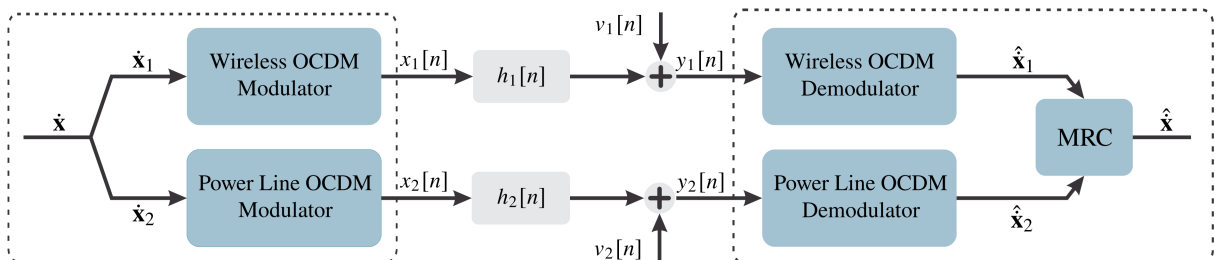 ẋ
ẋ₁
Wireless OCDM
Modulator
x₁[n]
h₁[n]
v₁[n]
+
y₁[n]
Wireless OCDM
Demodulator
ẋ̂₁
ẋ₂
Power Line OCDM
Modulator
x₂[n]
h₂[n]
v₂[n]
+
y₂[n]
Power Line OCDM
Demodulator
ẋ̂₂
MRC
ẋ̂